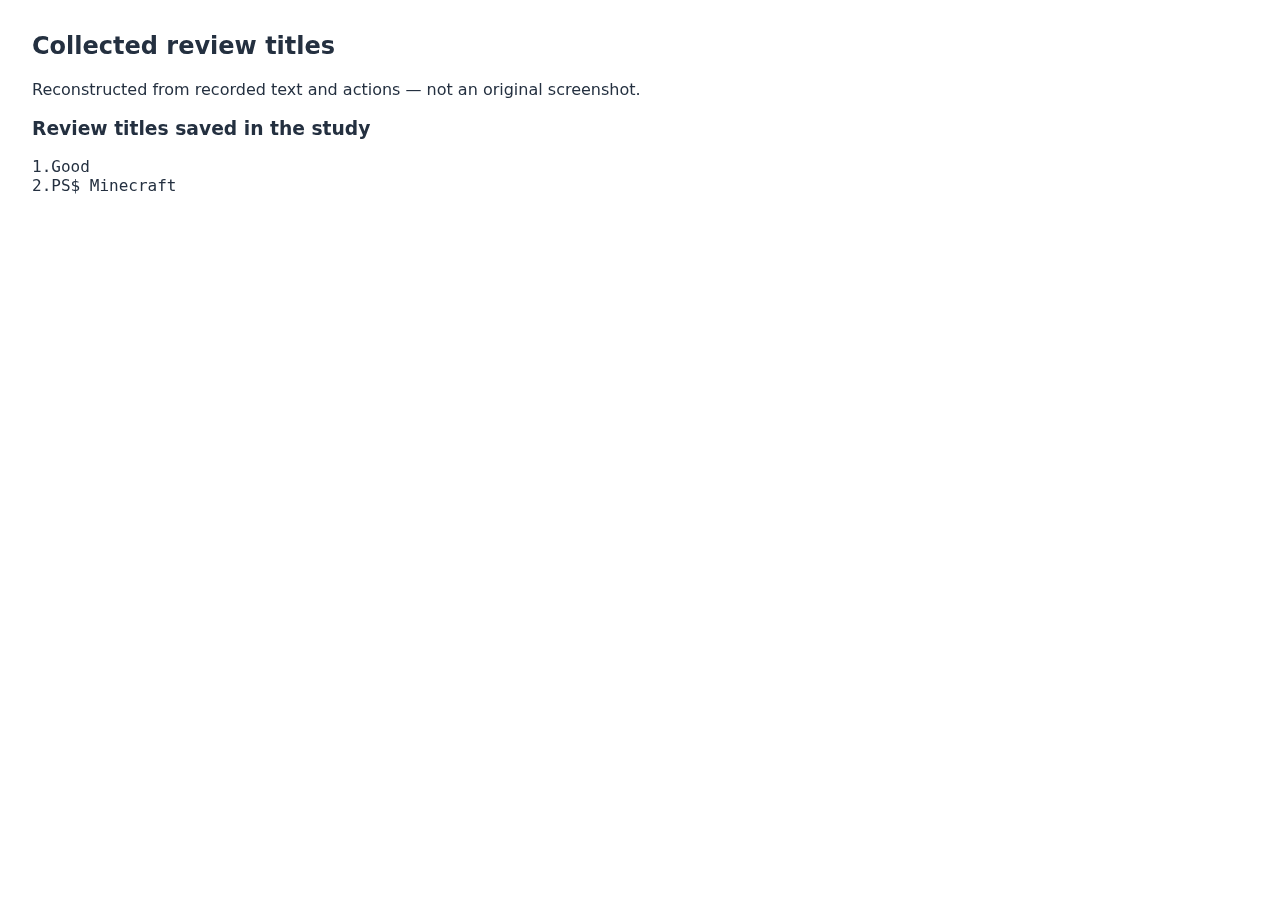 Collected review titles
Reconstructed from recorded text and actions — not an original screenshot.
Review titles saved in the study
1.Good
2.PS$ Minecraft